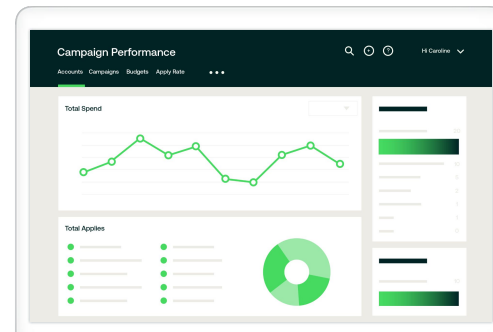 Campaign Performance
Hi Caroline
Accounts Campaigns Budgets Apply Rate
Total Spend
Total Applies